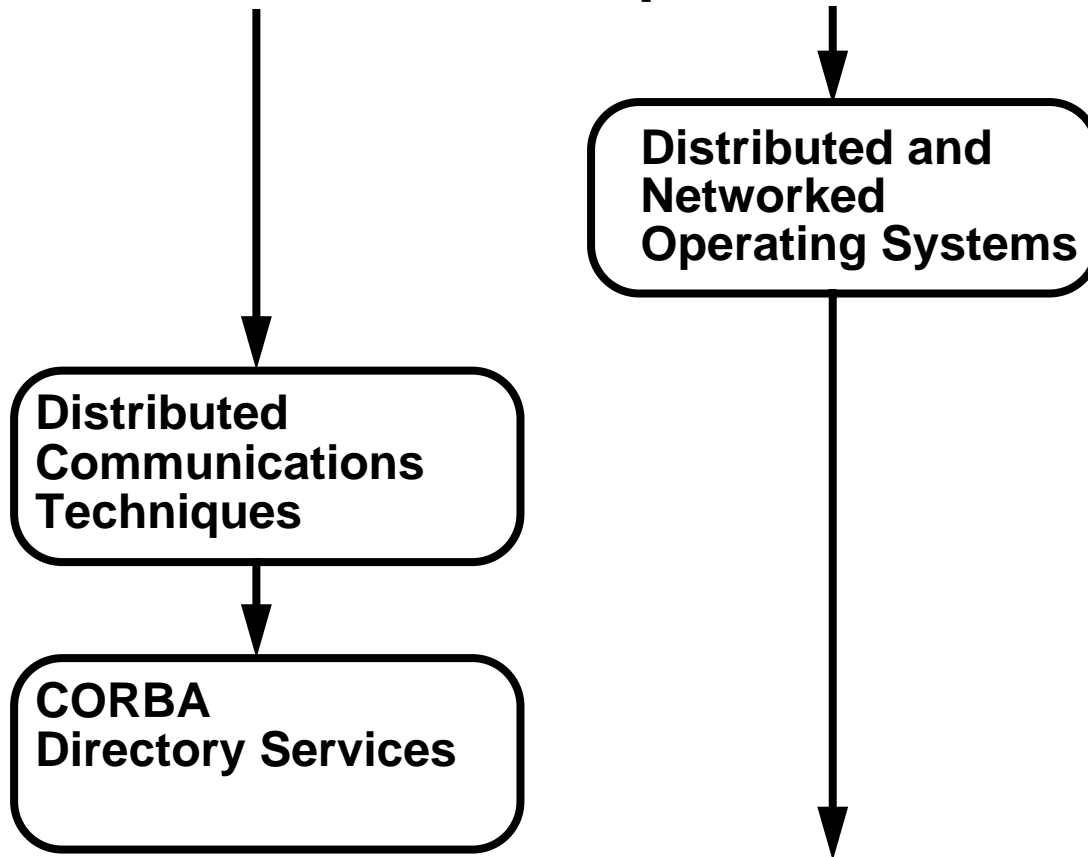 Distributed and
Networked
Operating Systems
Distributed
Communications
Techniques
CORBA
Directory Services